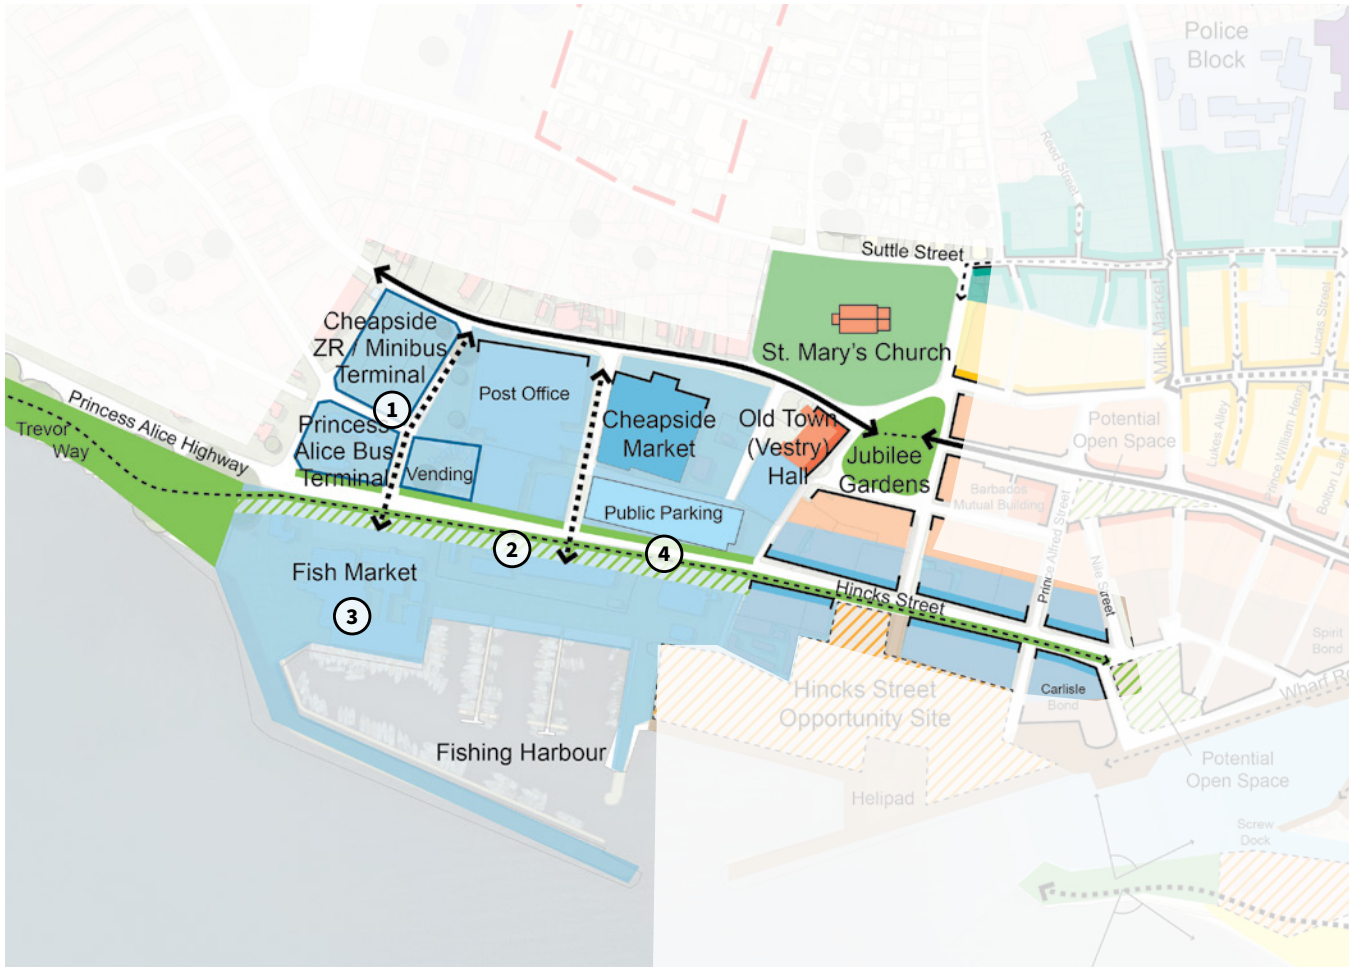 Police
Block
Reed Street
Suttle Street
Milk Market
Lucas Street
Cheapside
ZR / Minibus
Terminal
St. Mary's Church
Post Office
1
Princess Alice Highway
Trevor
Way
Princess
Alice Bus
Terminal
Vending
Cheapside
Market
Old Town
(Vestry)
Hall
Jubilee
Gardens
Potential
Open Space
Lukes Alley
Prince William Henry
Bolton Lane
Barbados
Mutual Building
Public Parking
2
4
Fish Market
3
Hincks Street
Prince Alfred Street
Nile Street
Spirit
Bond
Carlisle
Bond
Wharf Ro
Hincks Street
Opportunity Site
Fishing Harbour
Helipad
Potential
Open Space
Screw
Dock